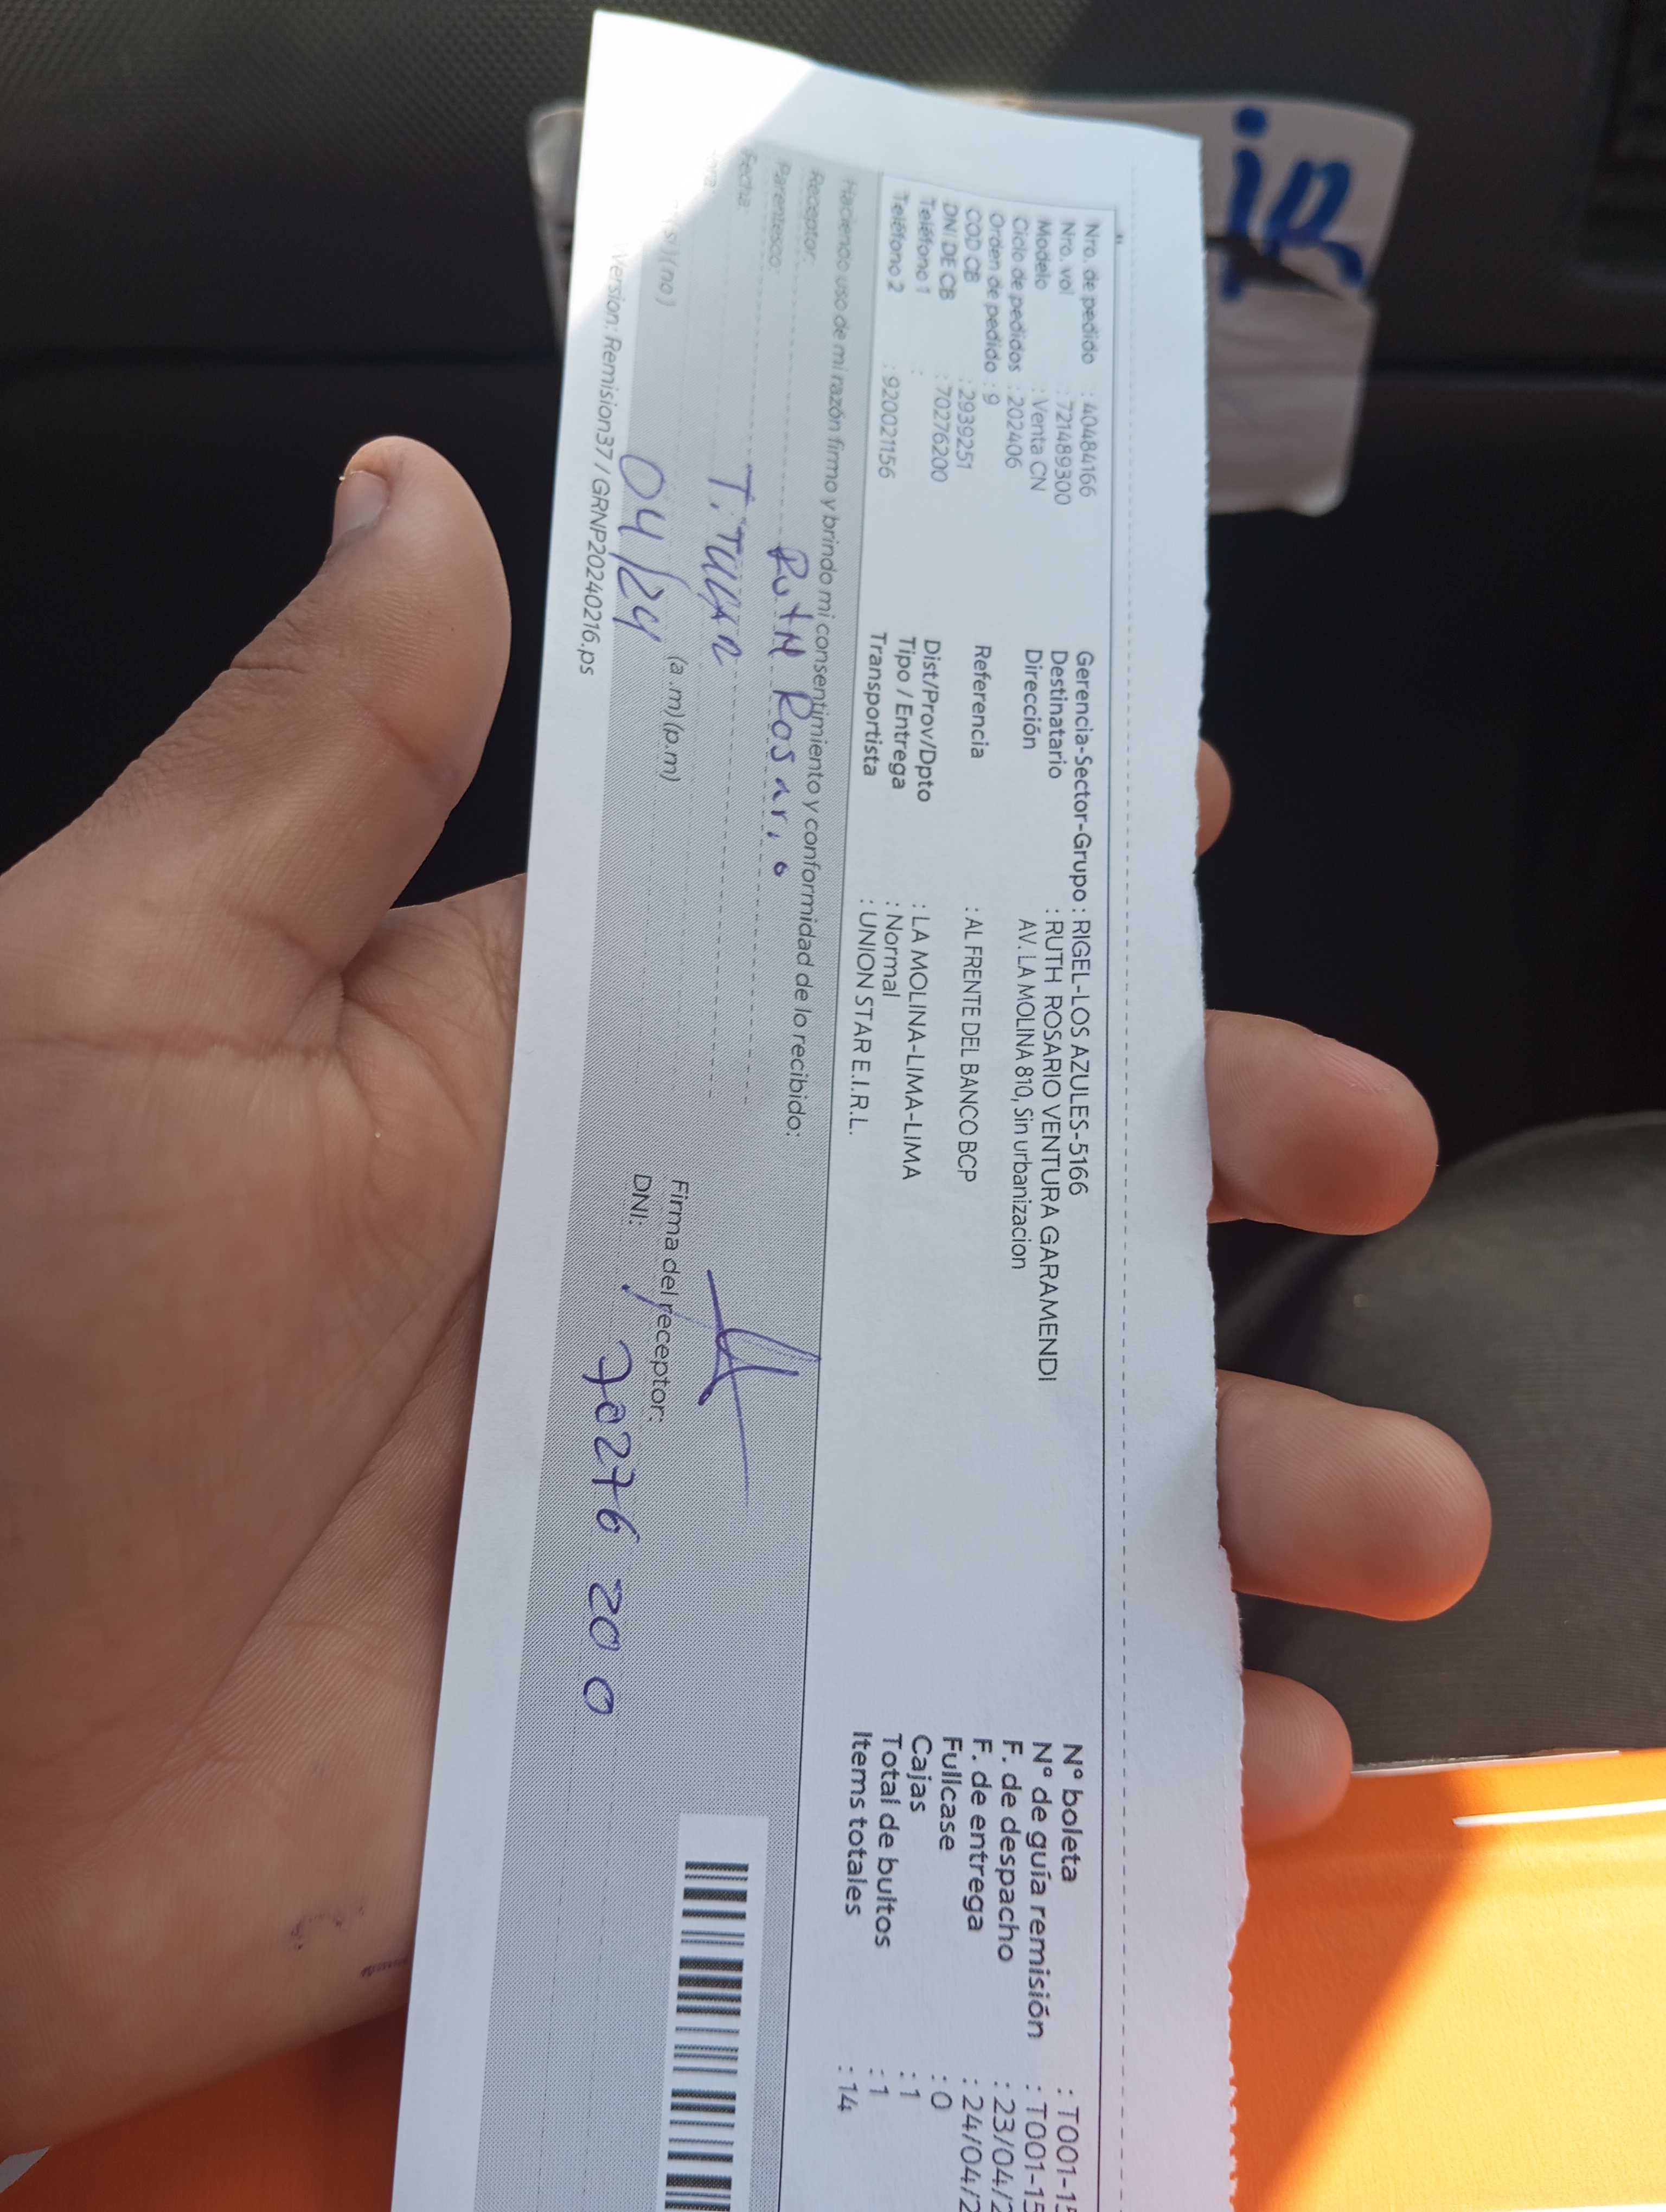 Nro. de pedido : 40484166
Nro. vol : 721489300
Modelo : Venta CN
Ciclo de pedidos : 202406
Orden de pedido : 9
COD CB : 2939251
DNI DE CB : 70276200
Teléfono 1 :
Teléfono 2 : 920021156
Gerencia-Sector-Grupo : RIGEL-LOS AZULES-5166
Destinatario : RUTH ROSARIO VENTURA GARAMENDI
Dirección AV. LA MOLINA 810, Sin urbanizacion
Referencia : AL FRENTE DEL BANCO BCP
Dist/Prov/Dpto : LA MOLINA-LIMA-LIMA
Tipo / Entrega : Normal
Transportista : UNION STAR E.I.R.L.
N° boleta : T001-15
N° de guía remisión : T001-15
F. de despacho : 23/04/2
F. de entrega : 24/04/2
Fullcase : 0
Cajas : 1
Total de bultos : 1
Items totales : 14
Haciendo uso de mi razón firmo y brindo mi consentimiento y conformidad de lo recibido:
Receptor: Ruth Rosario
Parentesco: T. TULAR
Fecha: 04/24
(a.m) (p.m)
(si) (no)
Firma del receptor:
DNI: 70276200
Version: Remision37 / GRNP20240216.ps